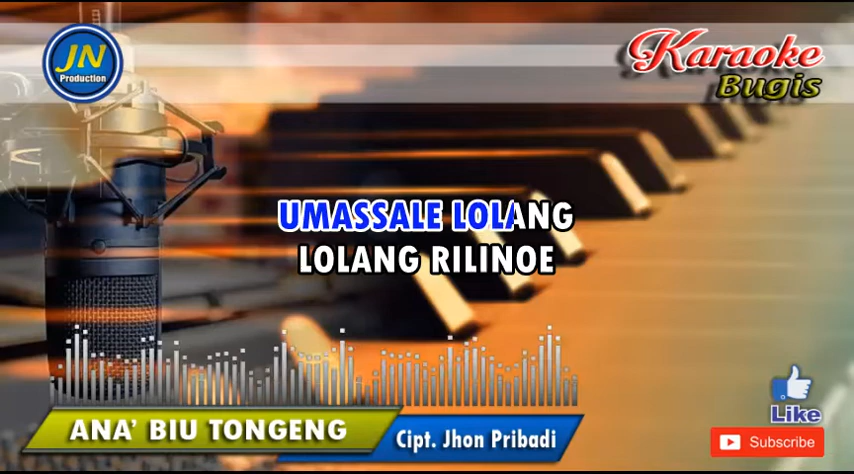 JN
Production
Karaoke
Bugis
UMASSALE LOLANG
LOLANG RILINOE
ANA' BIU TONGENG
Cipt. Jhon Pribadi
Like
Subscribe